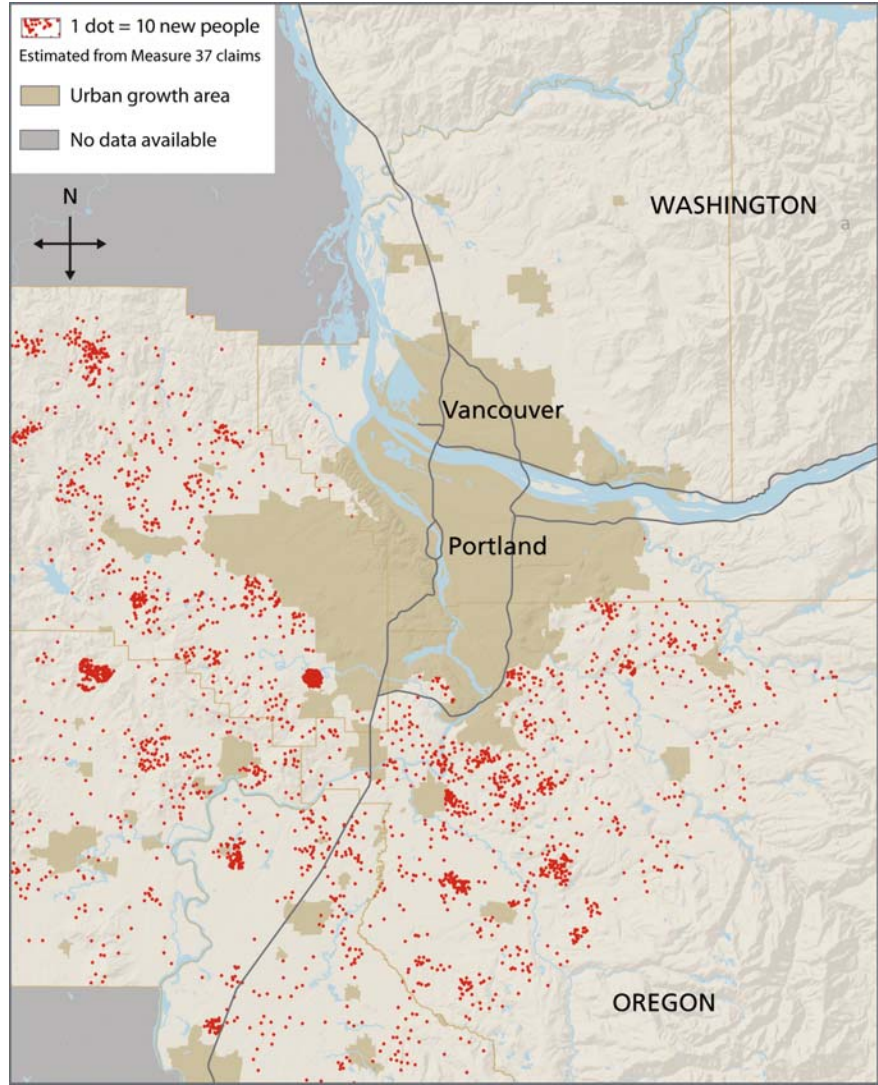 1 dot = 10 new people
Estimated from Measure 37 claims
Urban growth area
No data available
N
WASHINGTON
a
Vancouver
Portland
OREGON